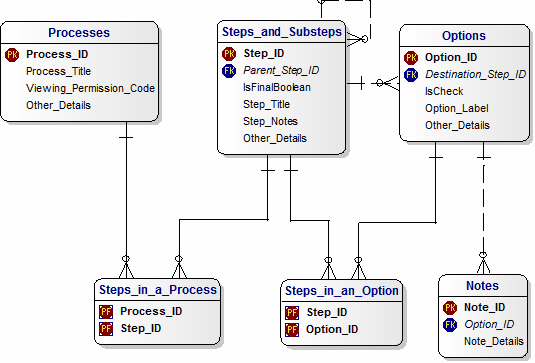 Processes
PK Process_ID
Process_Title
Viewing_Permission_Code
Other_Details
Steps_and_Substeps
PK Step_ID
FK Parent_Step_ID
IsFinalBoolean
Step_Title
Step_Notes
Other_Details
Options
PK Option_ID
FK Destination_Step_ID
IsCheck
Option_Label
Other_Details
Steps_in_a_Process
PF Process_ID
PF Step_ID
Steps_in_an_Option
PF Step_ID
PF Option_ID
Notes
PK Note_ID
FK Option_ID
Note_Details